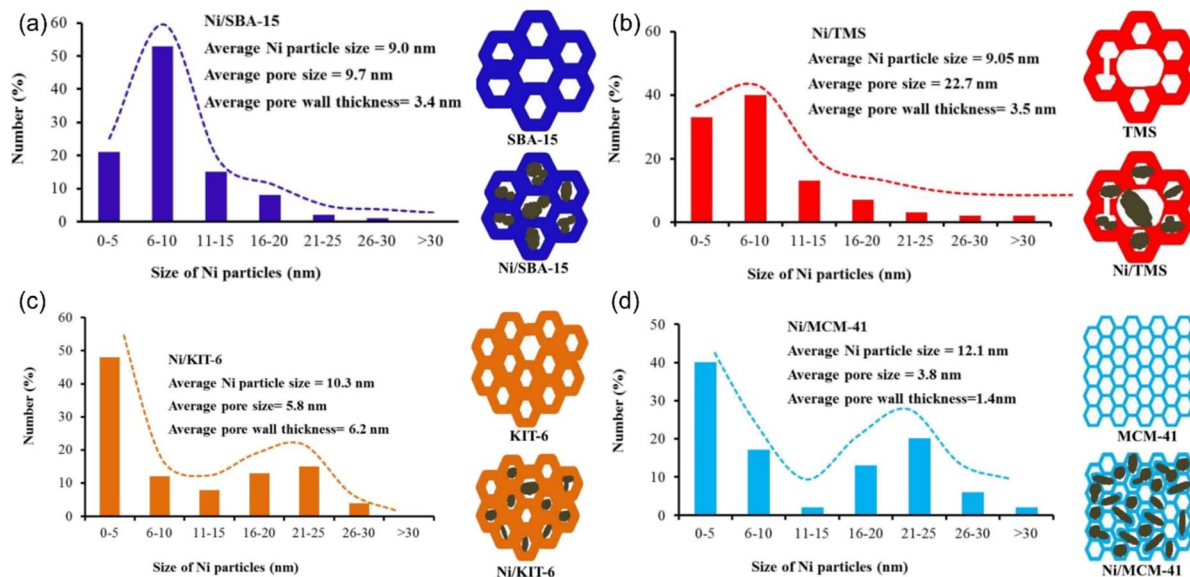 (a)
Ni/SBA-15
Average Ni particle size = 9.0 nm
Average pore size = 9.7 nm
Average pore wall thickness= 3.4 nm
Number (%)
60
50
40
30
20
10
0
0-5 6-10 11-15 16-20 21-25 26-30 >30
Size of Ni particles (nm)
SBA-15
Ni/SBA-15
(b)
Ni/TMS
Average Ni particle size = 9.05 nm
Average pore size = 22.7 nm
Average pore wall thickness= 3.5 nm
Number (%)
60
40
20
0
0-5 6-10 11-15 16-20 21-25 26-30 >30
Size of Ni particles (nm)
TMS
Ni/TMS
(c)
Ni/KIT-6
Average Ni particle size = 10.3 nm
Average pore size= 5.8 nm
Average pore wall thickness= 6.2 nm
Number (%)
60
50
40
30
20
10
0
0-5 6-10 11-15 16-20 21-25 26-30 >30
Size of Ni particles (nm)
KIT-6
Ni/KIT-6
(d)
Ni/MCM-41
Average Ni particle size = 12.1 nm
Average pore size = 3.8 nm
Average pore wall thickness=1.4nm
Number (%)
50
40
30
20
10
0
0-5 6-10 11-15 16-20 21-25 26-30 >30
Size of Ni particles (nm)
MCM-41
Ni/MCM-41